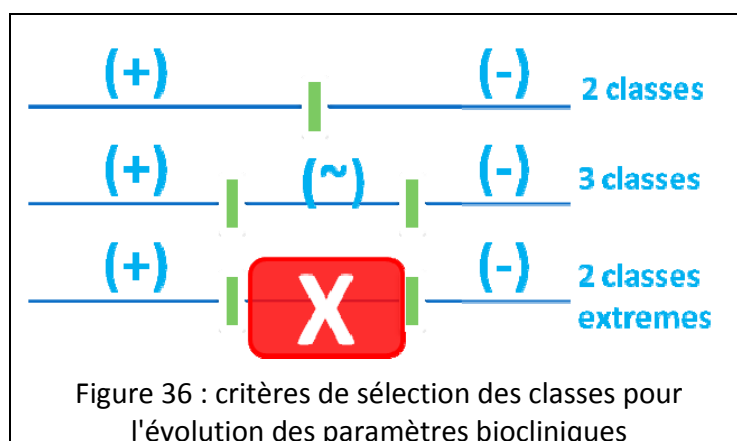 (+) (-) 2 classes
(+) (~) (-) 3 classes
(+) X (-) 2 classes
extremes
Figure 36 : critères de sélection des classes pour
l'évolution des paramètres biocliniques